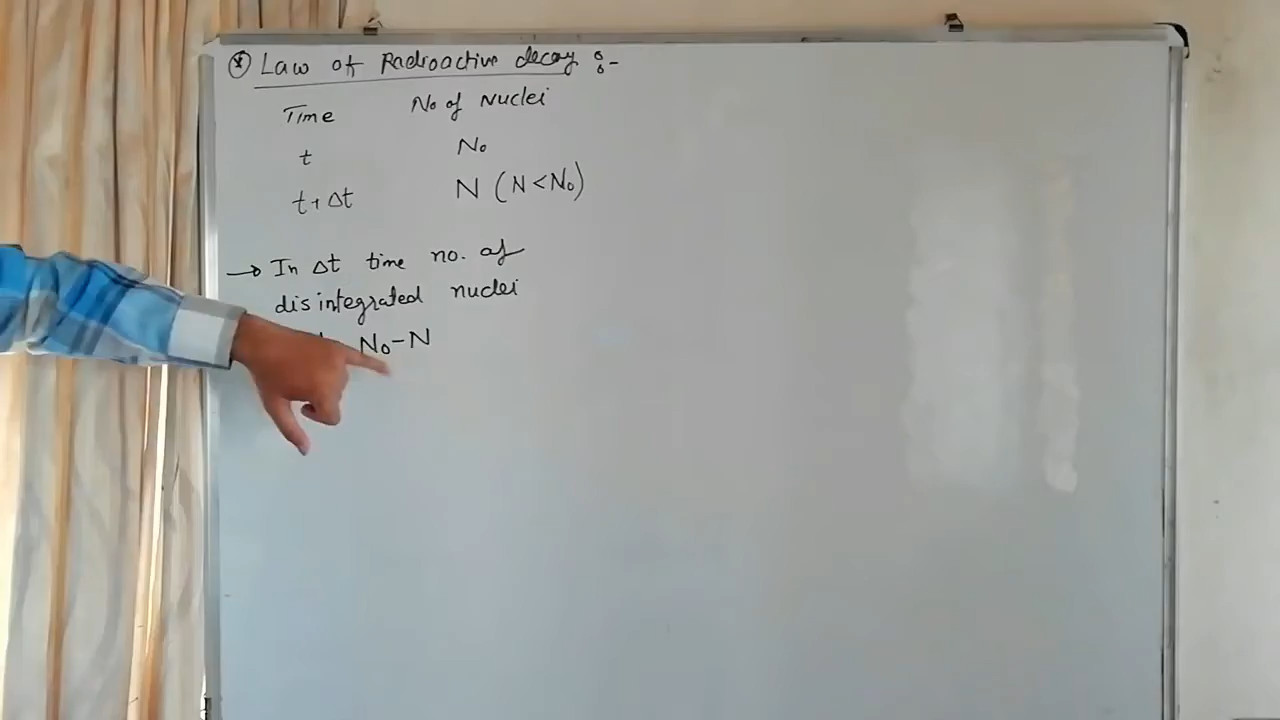 * Law of Radioactive decay :-
Time No of Nuclei
t N₀
t+Δt N (N<N₀)
→ In Δt time no. of
disintegrated nuclei
N₀-N